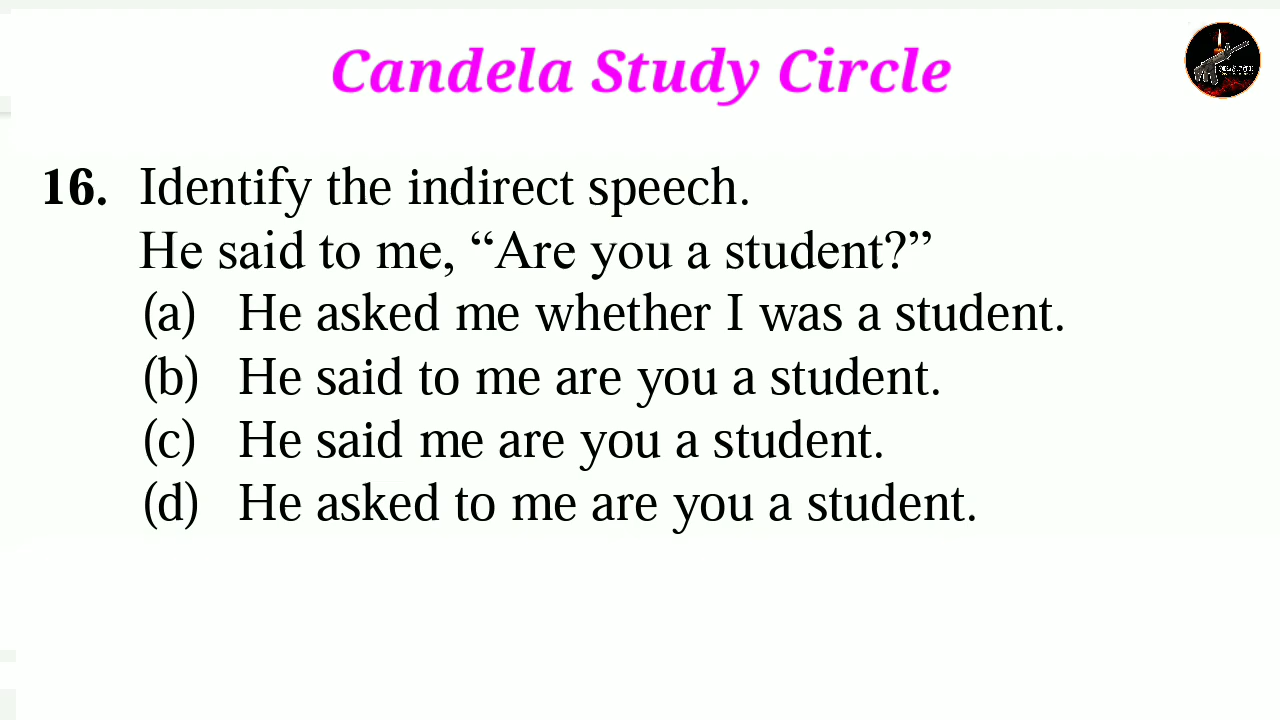 Candela Study Circle
16. Identify the indirect speech.
He said to me, “Are you a student?”
(a) He asked me whether I was a student.
(b) He said to me are you a student.
(c) He said me are you a student.
(d) He asked to me are you a student.